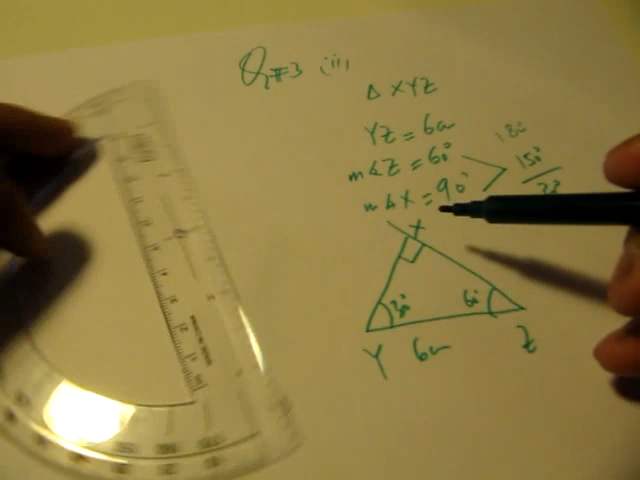 Q#3 (ii)
Δ XYZ
YZ = 6cm
m∡Z = 60°
m∡X = 90°
180°
150°
X
30°
60°
Y
6cm
Z